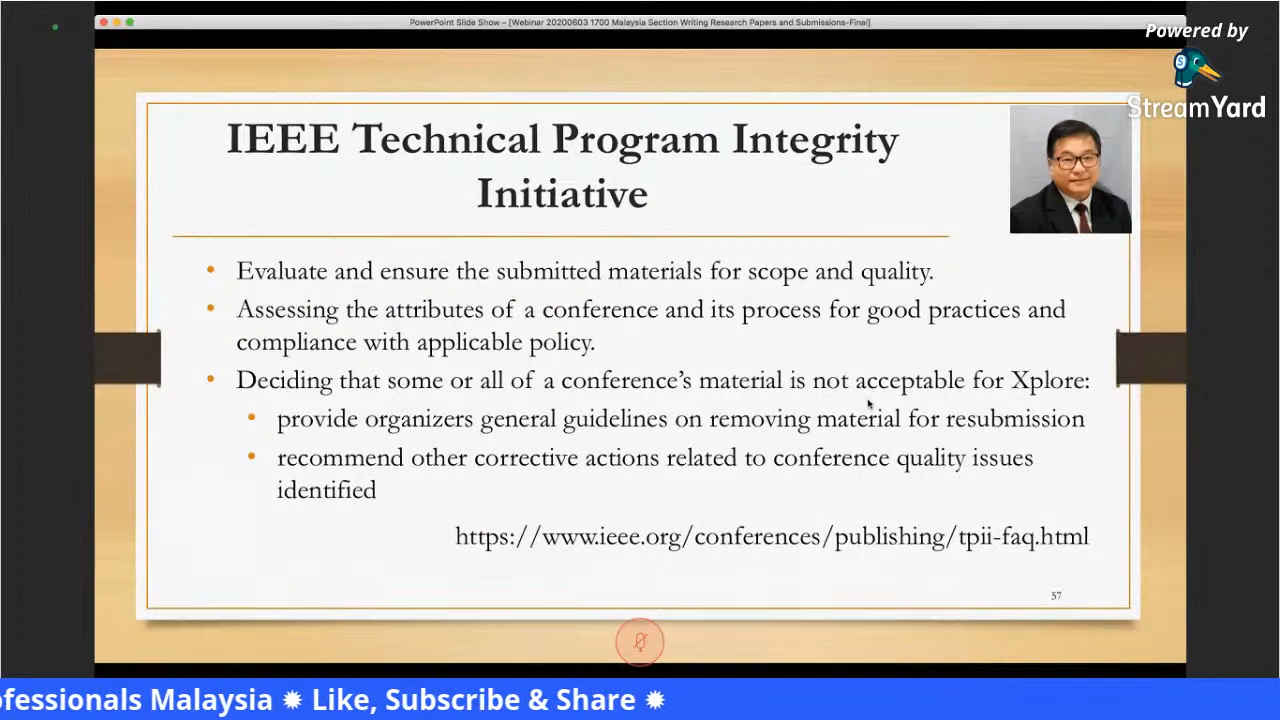 PowerPoint Slide Show – [Webinar 20200603 1700 Malaysia Section Writing Research Papers and Submissions-Final]
Powered by
StreamYard
IEEE Technical Program Integrity
Initiative
• Evaluate and ensure the submitted materials for scope and quality.
• Assessing the attributes of a conference and its process for good practices and
compliance with applicable policy.
• Deciding that some or all of a conference’s material is not acceptable for Xplore:
• provide organizers general guidelines on removing material for resubmission
• recommend other corrective actions related to conference quality issues
identified
https://www.ieee.org/conferences/publishing/tpii-faq.html
57
ofessionals Malaysia ✹ Like, Subscribe & Share ✹